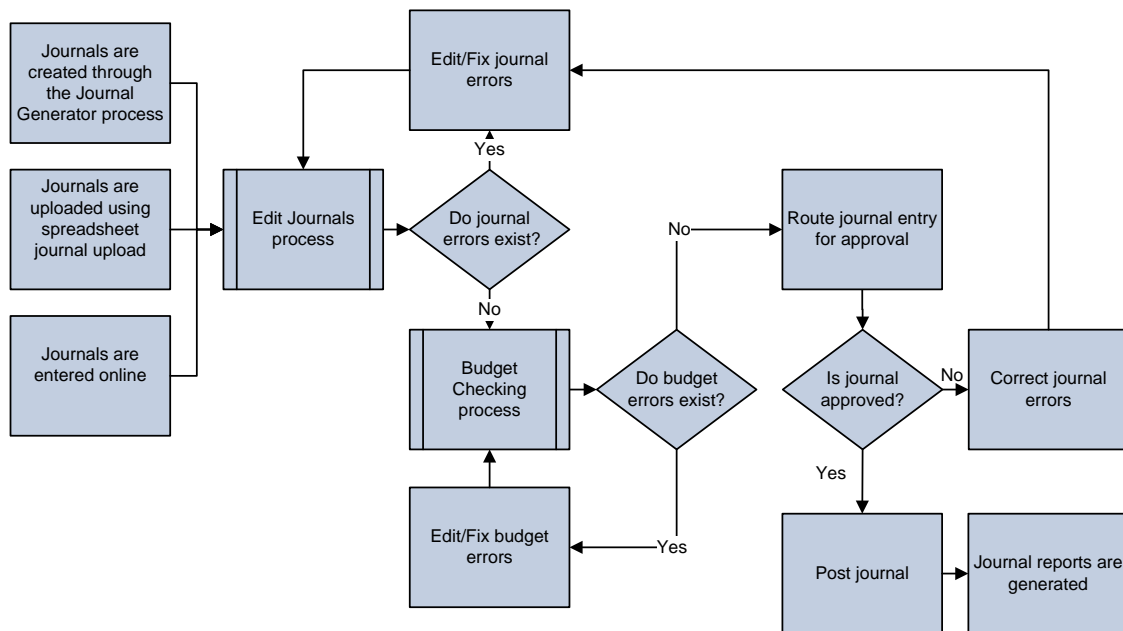 Journals are
created through
the Journal
Generator process
Edit/Fix journal
errors
Yes
Journals are
uploaded using
spreadsheet
journal upload
Edit Journals
process
Do journal
errors exist?
No
Route journal entry
for approval
No
Journals are
entered online
Budget
Checking
process
Do budget
errors exist?
Is journal
approved?
No
Correct journal
errors
Yes
Edit/Fix budget
errors
Yes
Post journal
Journal reports are
generated